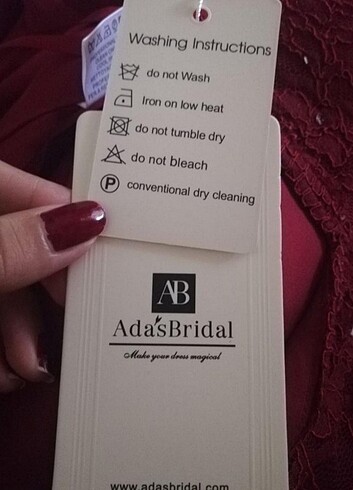 Washing Instructions
do not Wash
Iron on low heat
do not tumble dry
do not bleach
P conventional dry cleaning
AB
Ada'sBridal
Make your dress magical
www.adasbridal.com